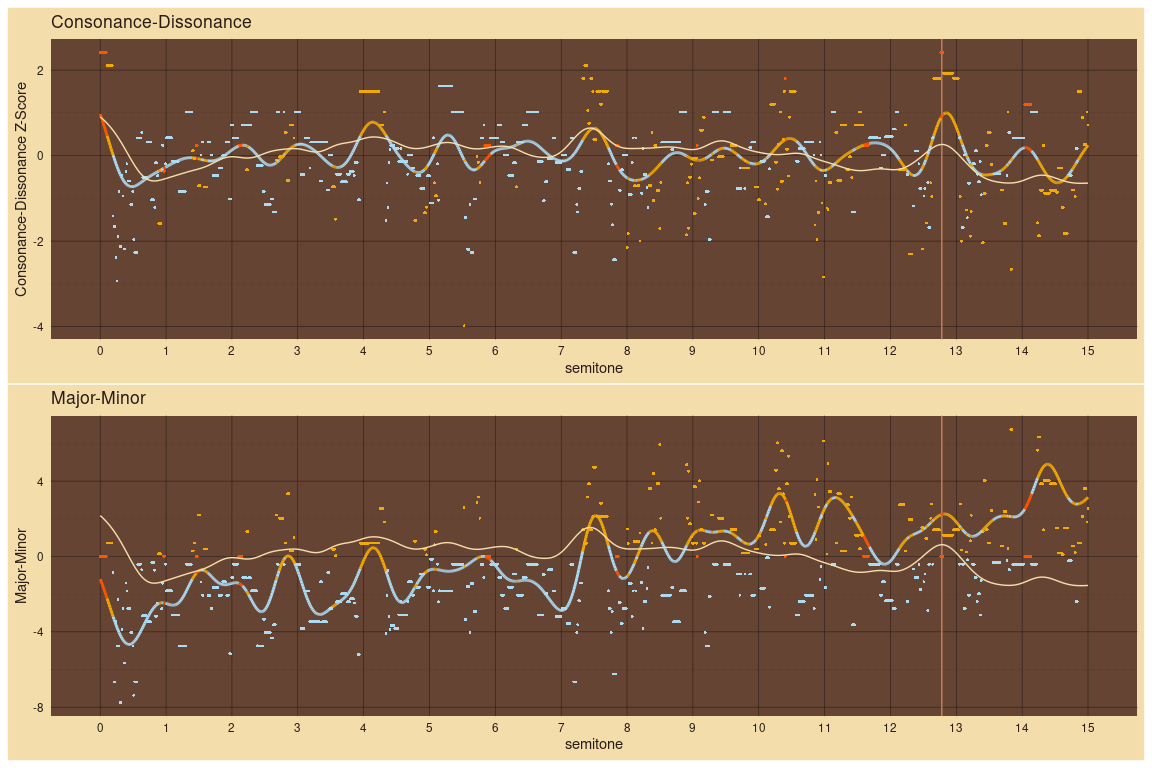 Consonance-Dissonance
Consonance-Dissonance Z-Score
2
0
-2
-4
0 1 2 3 4 5 6 7 8 9 10 11 12 13 14 15
semitone
Major-Minor
Major-Minor
4
0
-4
-8
0 1 2 3 4 5 6 7 8 9 10 11 12 13 14 15
semitone